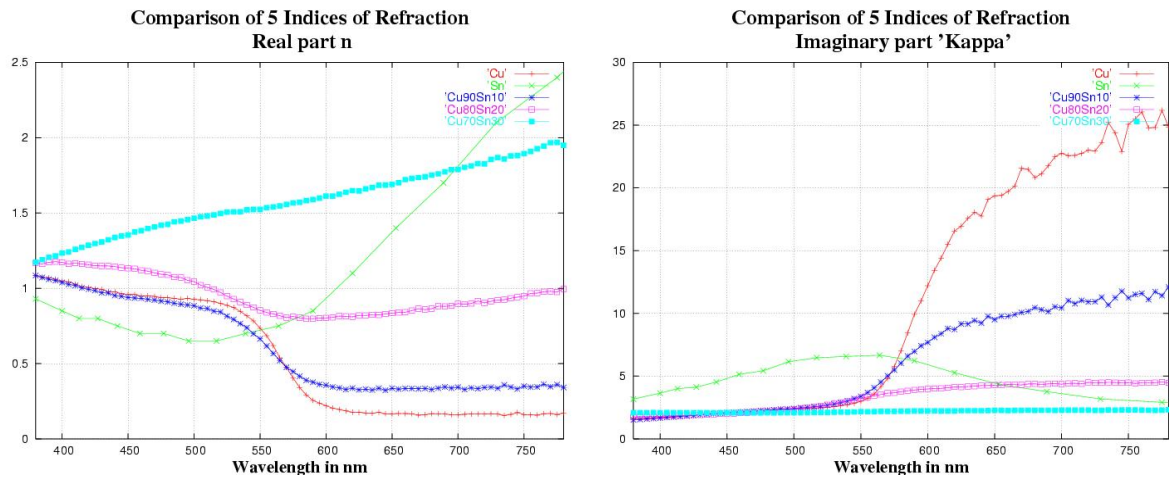 Comparison of 5 Indices of Refraction
Real part n
2.5
2
1.5
1
0.5
0
400
450
500
550
600
650
700
750
Wavelength in nm
'Cu'
'Sn'
'Cu90Sn10'
'Cu80Sn20'
'Cu70Sn30'
Comparison of 5 Indices of Refraction
Imaginary part 'Kappa'
30
25
20
15
10
5
0
400
450
500
550
600
650
700
750
Wavelength in nm
'Cu'
'Sn'
'Cu90Sn10'
'Cu80Sn20'
'Cu70Sn30'